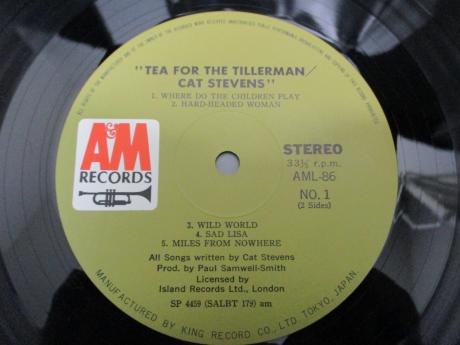 "TEA FOR THE TILLERMAN/
CAT STEVENS"
1. WHERE DO THE CHILDREN PLAY
2. HARD-HEADED WOMAN
A&M
RECORDS
STEREO
33⅓ r.p.m.
AML-86
NO. 1
(2 Sides)
3. WILD WORLD
4. SAD LISA
5. MILES FROM NOWHERE
All Songs written by Cat Stevens
Prod. by Paul Samwell-Smith
Licensed by
Island Records Ltd., London
SP 4459 (SALBT 179) am
MANUFACTURED BY KING RECORD CO., LTD. TOKYO, JAPAN.